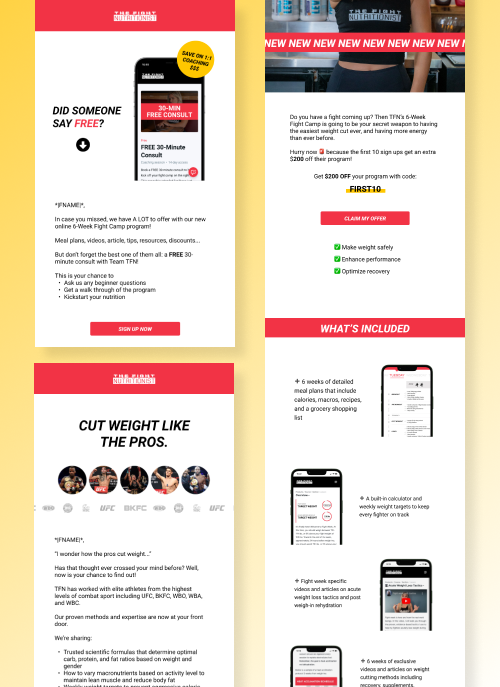 THE FIGHT
NUTRITIONIST
SAVE ON 1:1
COACHING
$$$
DID SOMEONE
SAY FREE?
30-MIN
FREE CONSULT
FREE 30-Minute
Consult
*|FNAME|*,
In case you missed, we have A LOT to offer with our new
online 6-Week Fight Camp program!
Meal plans, videos, article, tips, resources, discounts...
But don't forget the best one of them all: a FREE 30-
minute consult with Team TFN!
This is your chance to
• Ask us any beginner questions
• Get a walk through of the program
• Kickstart your nutrition
SIGN UP NOW
THE FIGHT
NUTRITIONIST
CUT WEIGHT LIKE
THE PROS.
UFC
BKFC
UFC
*|FNAME|*,
"I wonder how the pros cut weight..."
Has that thought ever crossed your mind before? Well,
now is your chance to find out!
TFN has worked with elite athletes from the highest
levels of combat sport including UFC, BKFC, WBO, WBA,
and WBC.
Our proven methods and expertise are now at your front
door.
We're sharing:
• Trusted scientific formulas that determine optimal
carb, protein, and fat ratios based on weight and
gender
• How to vary macronutrients based on activity level to
maintain lean muscle and reduce body fat
THE FIGHT
NUTRITIONIST
NEW NEW NEW NEW NEW NEW NEW
Do you have a fight coming up? Then TFN's 6-Week
Fight Camp is going to be your secret weapon to having
the easiest weight cut ever, and having more energy
than ever before.
Hurry now 🚨 because the first 10 sign ups get an extra
$200 off their program!
Get $200 OFF your program with code:
FIRST10
CLAIM MY OFFER
✅ Make weight safely
✅ Enhance performance
✅ Optimize recovery
WHAT'S INCLUDED
+ 6 weeks of detailed
meal plans that include
calories, macros, recipes,
and a grocery shopping
list
+ A built-in calculator and
weekly weight targets to keep
every fighter on track
+ Fight week specific
videos and articles on acute
weight loss tactics and post
weigh-in rehydration
+ 6 weeks of exclusive
videos and articles on weight
cutting methods including